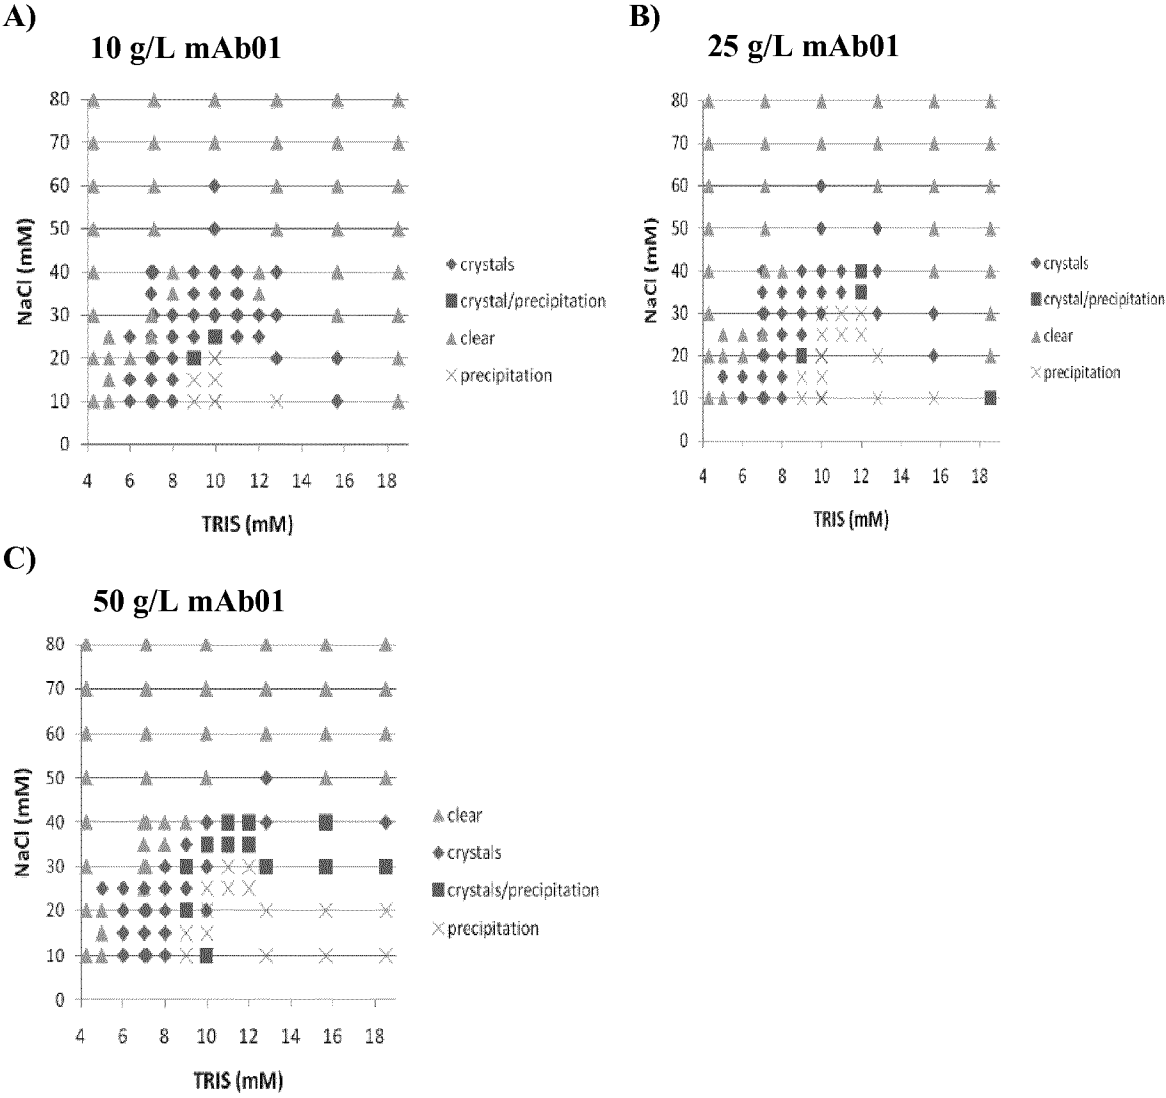 A)
10 g/L mAb01
80
70
60
50
40
30
20
10
0
NaCl (mM)
4 6 8 10 12 14 16 18
TRIS (mM)
crystals
crystal/precipitation
clear
precipitation
B)
25 g/L mAb01
80
70
60
50
40
30
20
10
0
NaCl (mM)
4 6 8 10 12 14 16 18
TRIS (mM)
crystals
crystal/precipitation
clear
precipitation
C)
50 g/L mAb01
80
70
60
50
40
30
20
10
0
NaCl (mM)
4 6 8 10 12 14 16 18
TRIS (mM)
clear
crystals
crystals/precipitation
precipitation